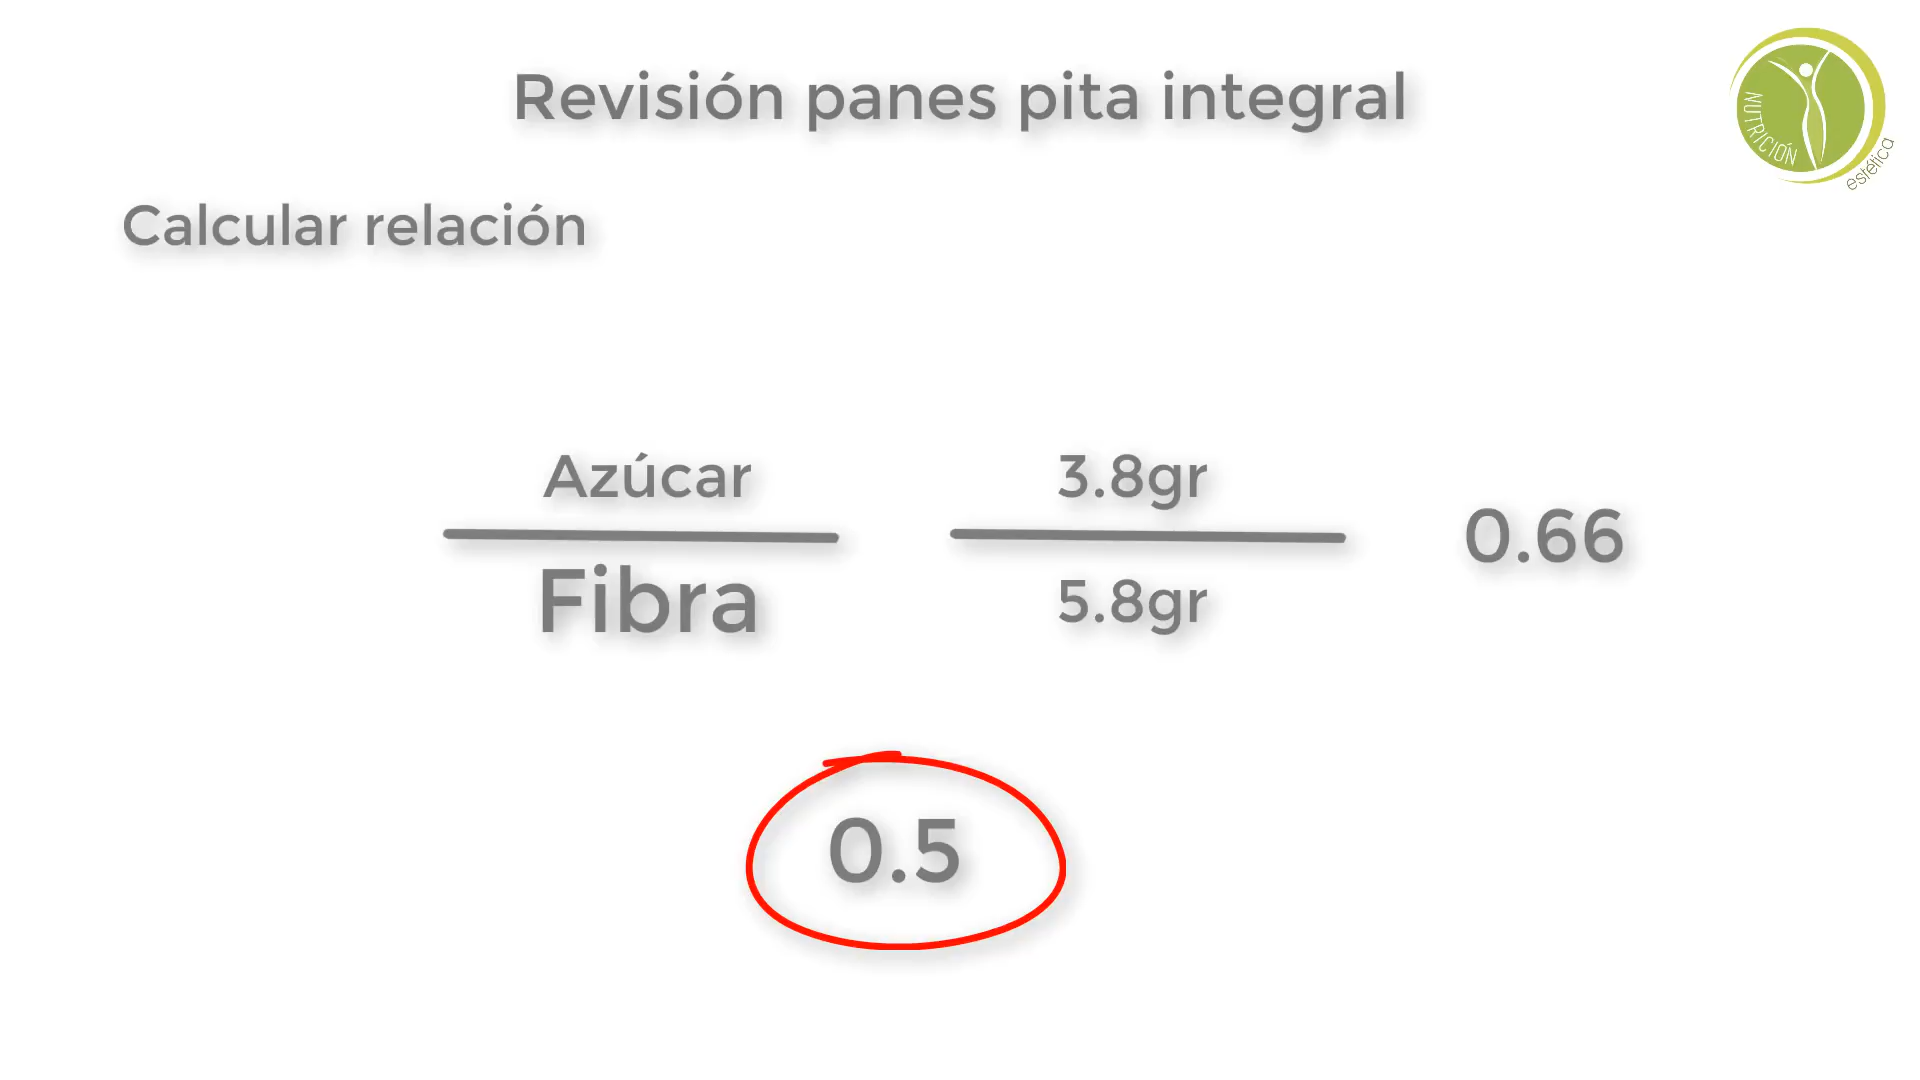 Revisión panes pita integral
NUTRICIÓN
estética
Calcular relación
Azúcar
Fibra
3.8gr
5.8gr
0.66
0.5